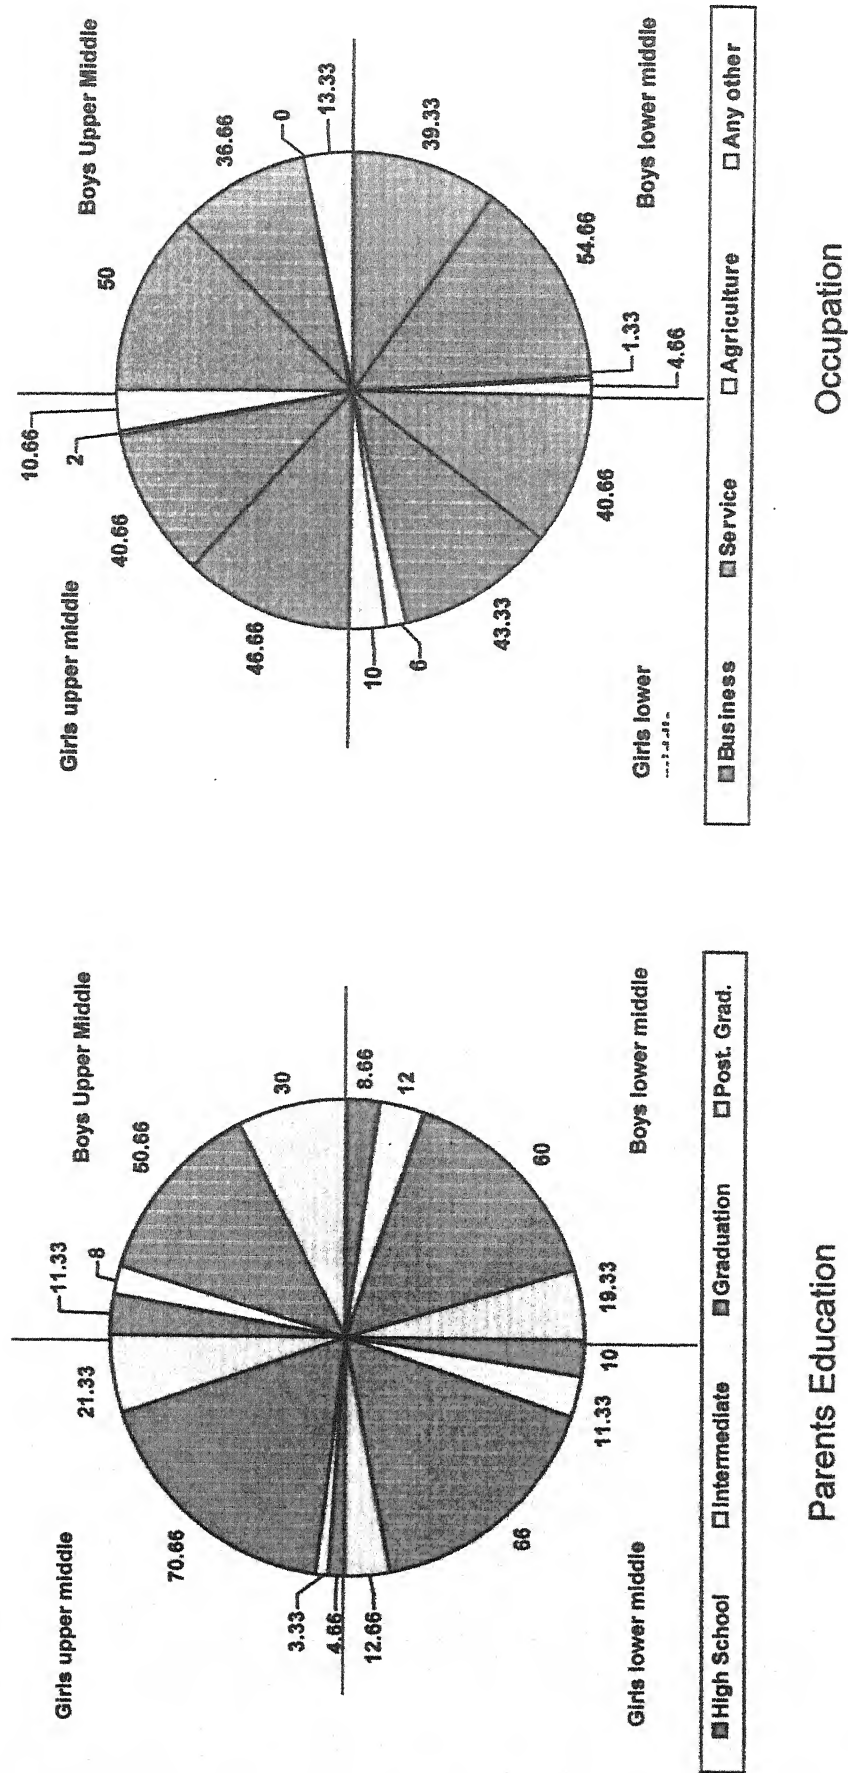 Girls upper middle
Boys Upper Middle
21.33
11.33
8
50.66
30
70.66
3.33
4.66
12.66
8.66
12
60
19.33
10
11.33
66
Girls lower middle
Boys lower middle
High School Intermediate Graduation Post. Grad.
Parents Education
Girls upper middle
Boys Upper Middle
10.66
2
50
36.66
0
13.33
40.66
46.66
10
6
43.33
40.66
39.33
54.66
1.33
4.66
Girls lower
Boys lower middle
Business Service Agriculture Any other
Occupation